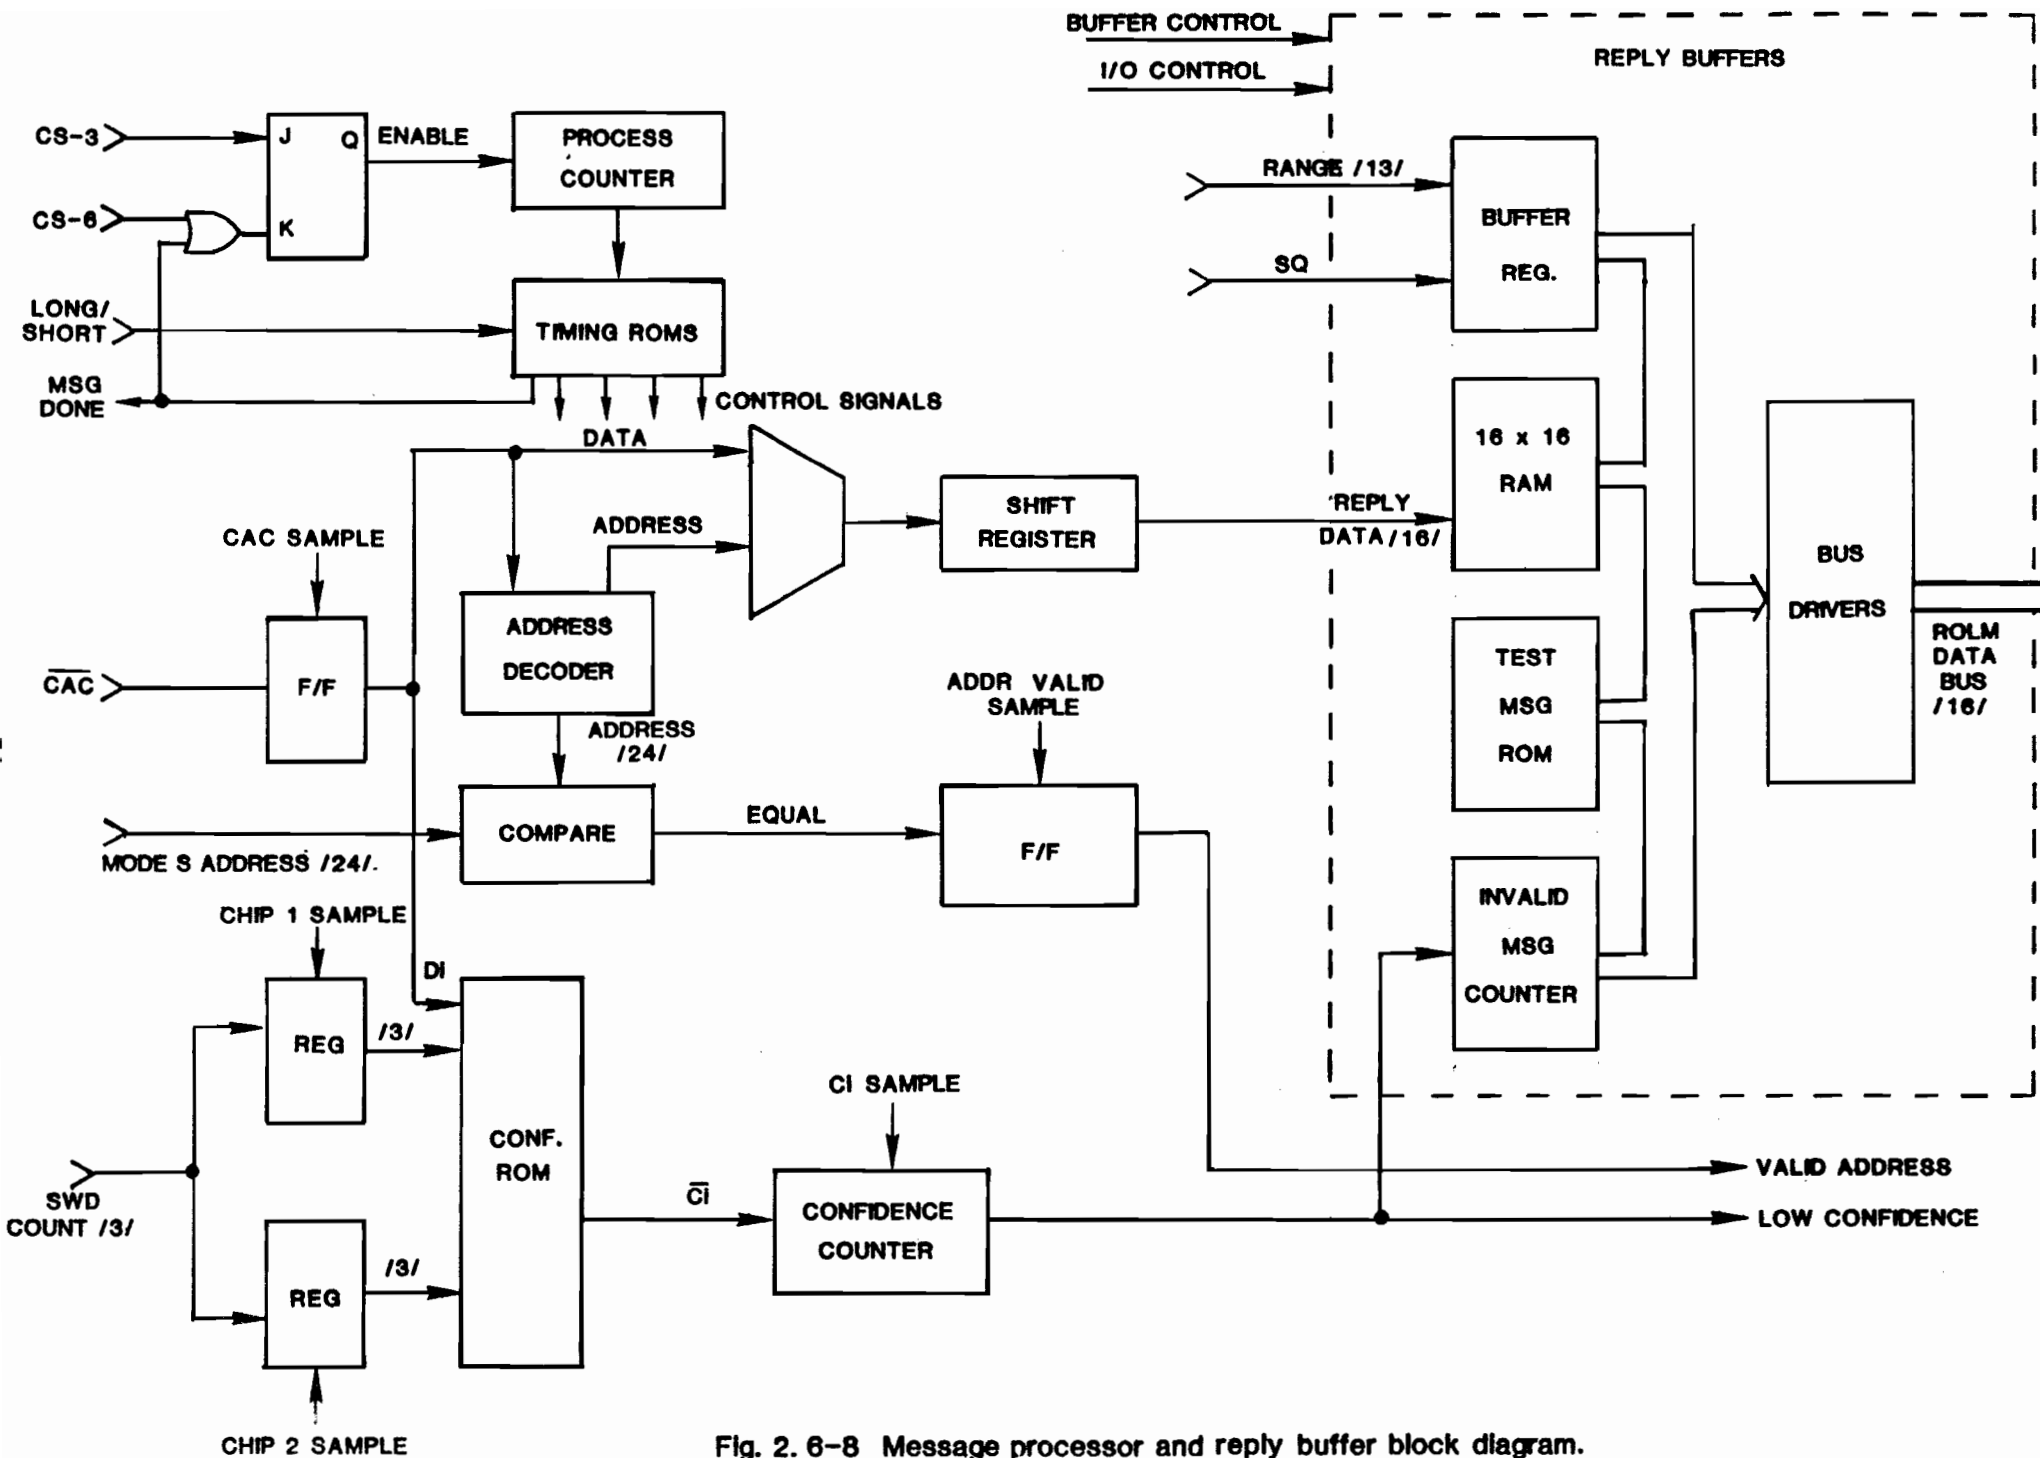 BUFFER CONTROL
I/O CONTROL
REPLY BUFFERS
CS-3
J
Q
ENABLE
PROCESS
COUNTER
CS-6
K
RANGE /13/
BUFFER
REG.
SQ
LONG/
SHORT
TIMING ROMS
MSG
DONE
CONTROL SIGNALS
DATA
16 x 16
RAM
SHIFT
REGISTER
REPLY
DATA/16/
CAC SAMPLE
ADDRESS
BUS
DRIVERS
ADDRESS
DECODER
C̅A̅C̅
F/F
TEST
MSG
ROM
ROLM
DATA
BUS
/16/
ADDR VALID
SAMPLE
ADDRESS
/24/
COMPARE
EQUAL
F/F
MODE S ADDRESS /24/.
INVALID
MSG
COUNTER
CHIP 1 SAMPLE
Di
REG
/3/
CI SAMPLE
CONF.
ROM
SWD
COUNT /3/
C̅i̅
CONFIDENCE
COUNTER
VALID ADDRESS
LOW CONFIDENCE
/3/
REG
CHIP 2 SAMPLE
Fig. 2. 6-8 Message processor and reply buffer block diagram.